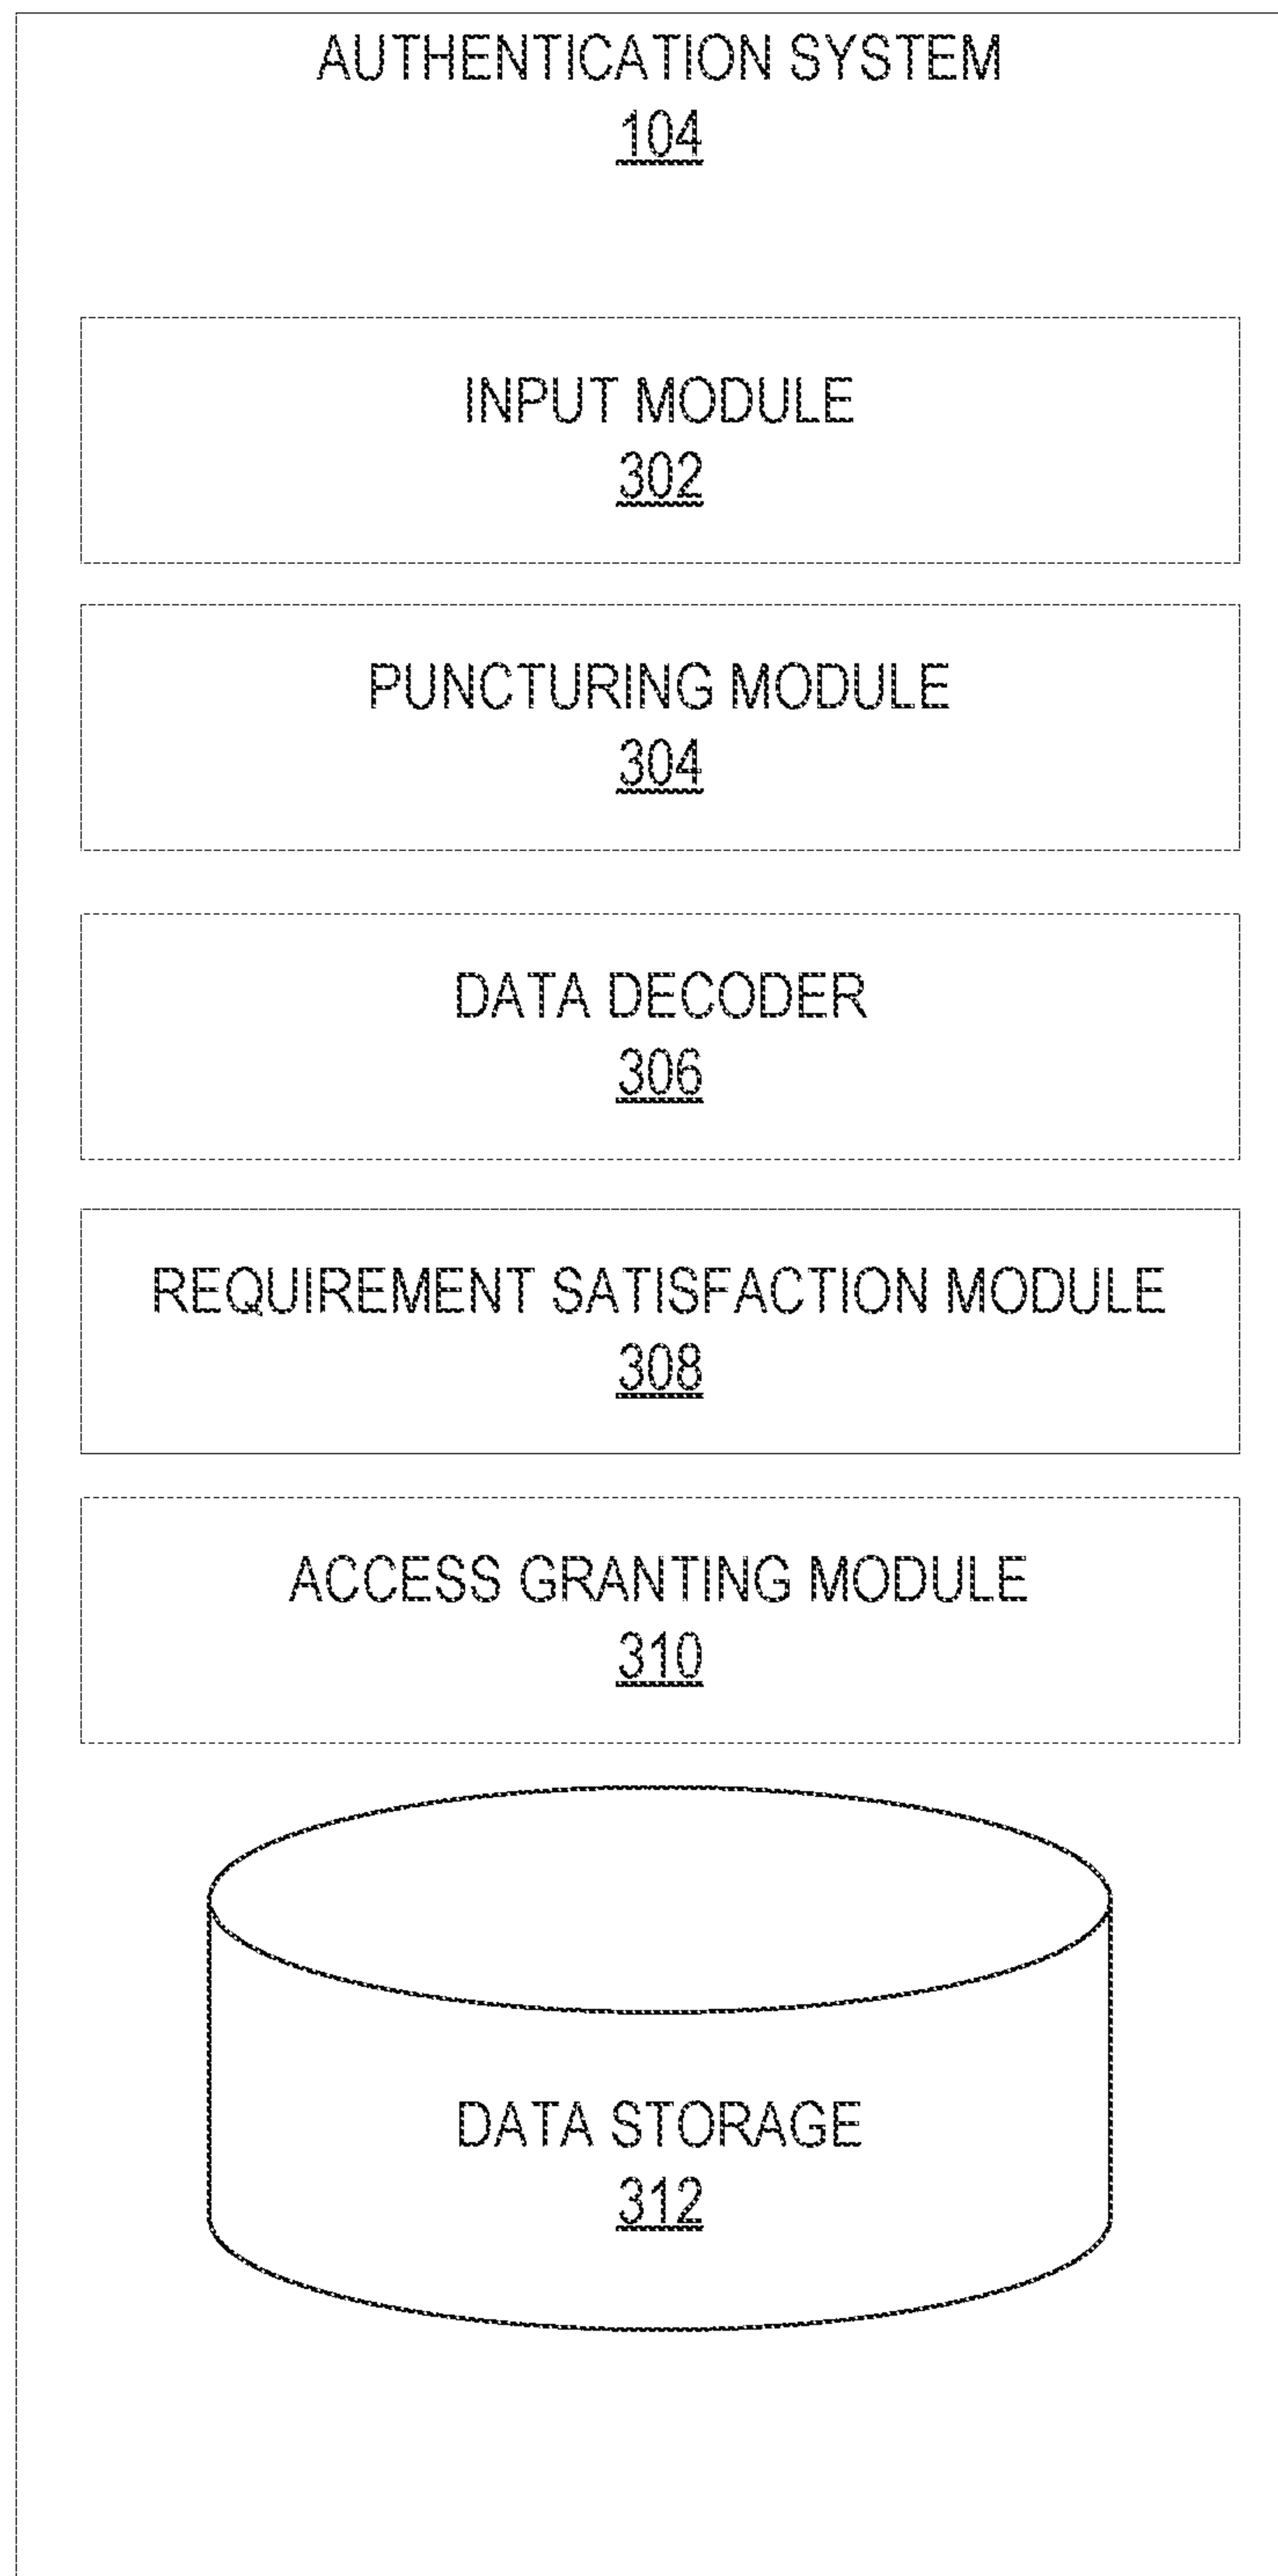 AUTHENTICATION SYSTEM
104
INPUT MODULE
302
PUNCTURING MODULE
304
DATA DECODER
306
REQUIREMENT SATISFACTION MODULE
308
ACCESS GRANTING MODULE
310
DATA STORAGE
312